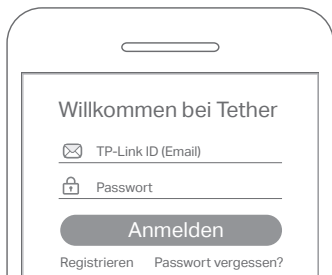 Willkommen bei Tether
TP-Link ID (Email)
Passwort
Anmelden
Registrieren Passwort vergessen?